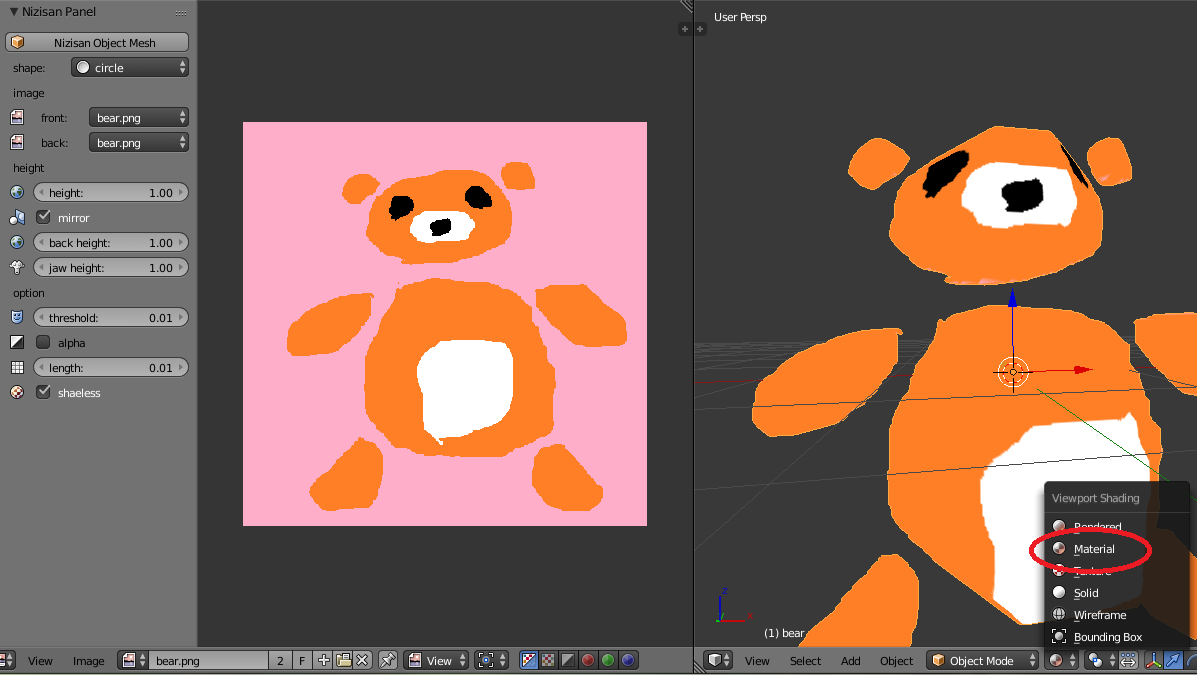 Nizisan Panel
Nizisan Object Mesh
shape: circle
image
front: bear.png
back: bear.png
height
height: 1.00
mirror
back height: 1.00
jaw height: 1.00
option
threshold: 0.01
alpha
length: 0.01
shaeless
View Image bear.png 2 F View
User Persp
z
x
(1) bear
Viewport Shading
Rendered
Material
Texture
Solid
Wireframe
Bounding Box
View Select Add Object Object Mode